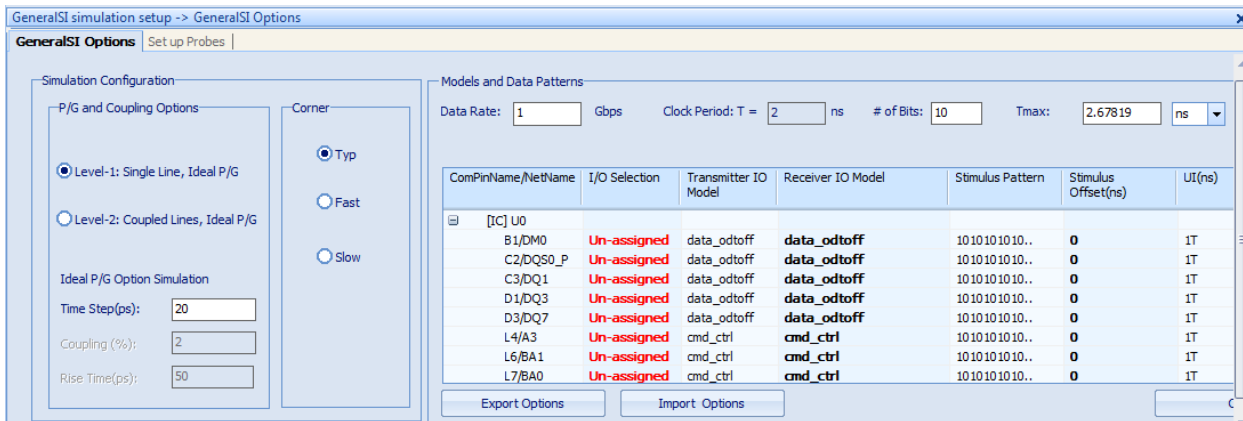 GeneralSI simulation setup -> GeneralSI Options
GeneralSI Options Set up Probes
Simulation Configuration
P/G and Coupling Options
Level-1: Single Line, Ideal P/G
Level-2: Coupled Lines, Ideal P/G
Ideal P/G Option Simulation
Time Step(ps): 20
Coupling (%): 2
Rise Time(ps): 50
Corner
Typ
Fast
Slow
Models and Data Patterns
Data Rate: 1 Gbps Clock Period: T = 2 ns # of Bits: 10 Tmax: 2.67819 ns
ComPinName/NetName I/O Selection Transmitter IO Model Receiver IO Model Stimulus Pattern Stimulus Offset(ns) UI(ns)
[IC] U0
B1/DM0 Un-assigned data_odtoff data_odtoff 1010101010.. 0 1T
C2/DQS0_P Un-assigned data_odtoff data_odtoff 1010101010.. 0 1T
C3/DQ1 Un-assigned data_odtoff data_odtoff 1010101010.. 0 1T
D1/DQ3 Un-assigned data_odtoff data_odtoff 1010101010.. 0 1T
D3/DQ7 Un-assigned data_odtoff data_odtoff 1010101010.. 0 1T
L4/A3 Un-assigned cmd_ctrl cmd_ctrl 1010101010.. 0 1T
L6/BA1 Un-assigned cmd_ctrl cmd_ctrl 1010101010.. 0 1T
L7/BA0 Un-assigned cmd_ctrl cmd_ctrl 1010101010.. 0 1T
Export Options Import Options